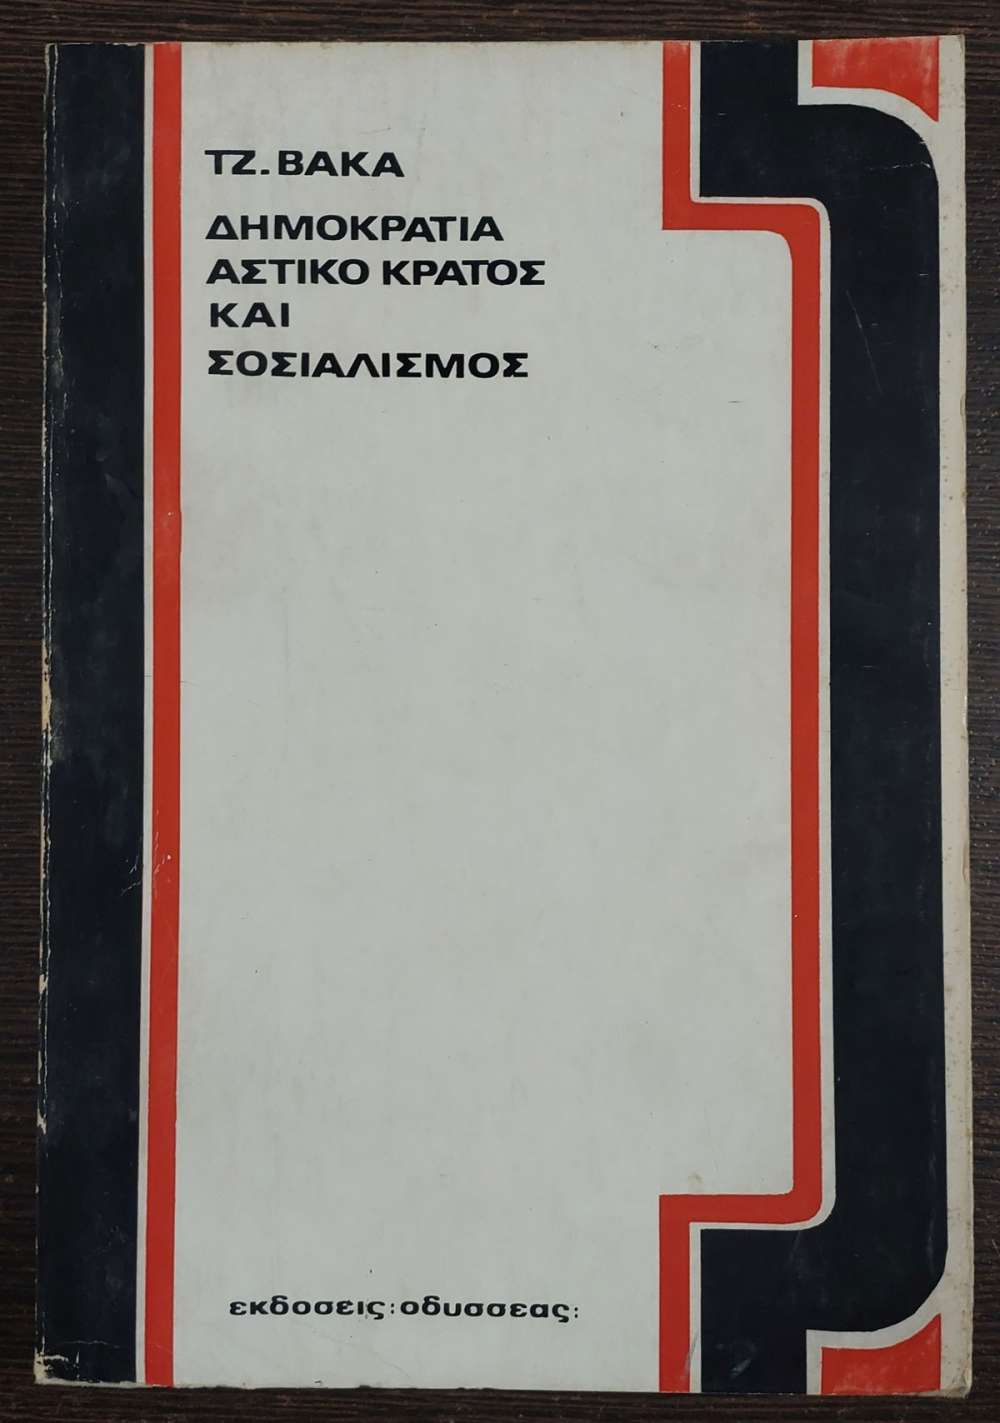 ΤΖ. ΒΑΚΑ
ΔΗΜΟΚΡΑΤΙΑ
ΑΣΤΙΚΟ ΚΡΑΤΟΣ
ΚΑΙ
ΣΟΣΙΑΛΙΣΜΟΣ
εκδοσεις: οδυσσεας: